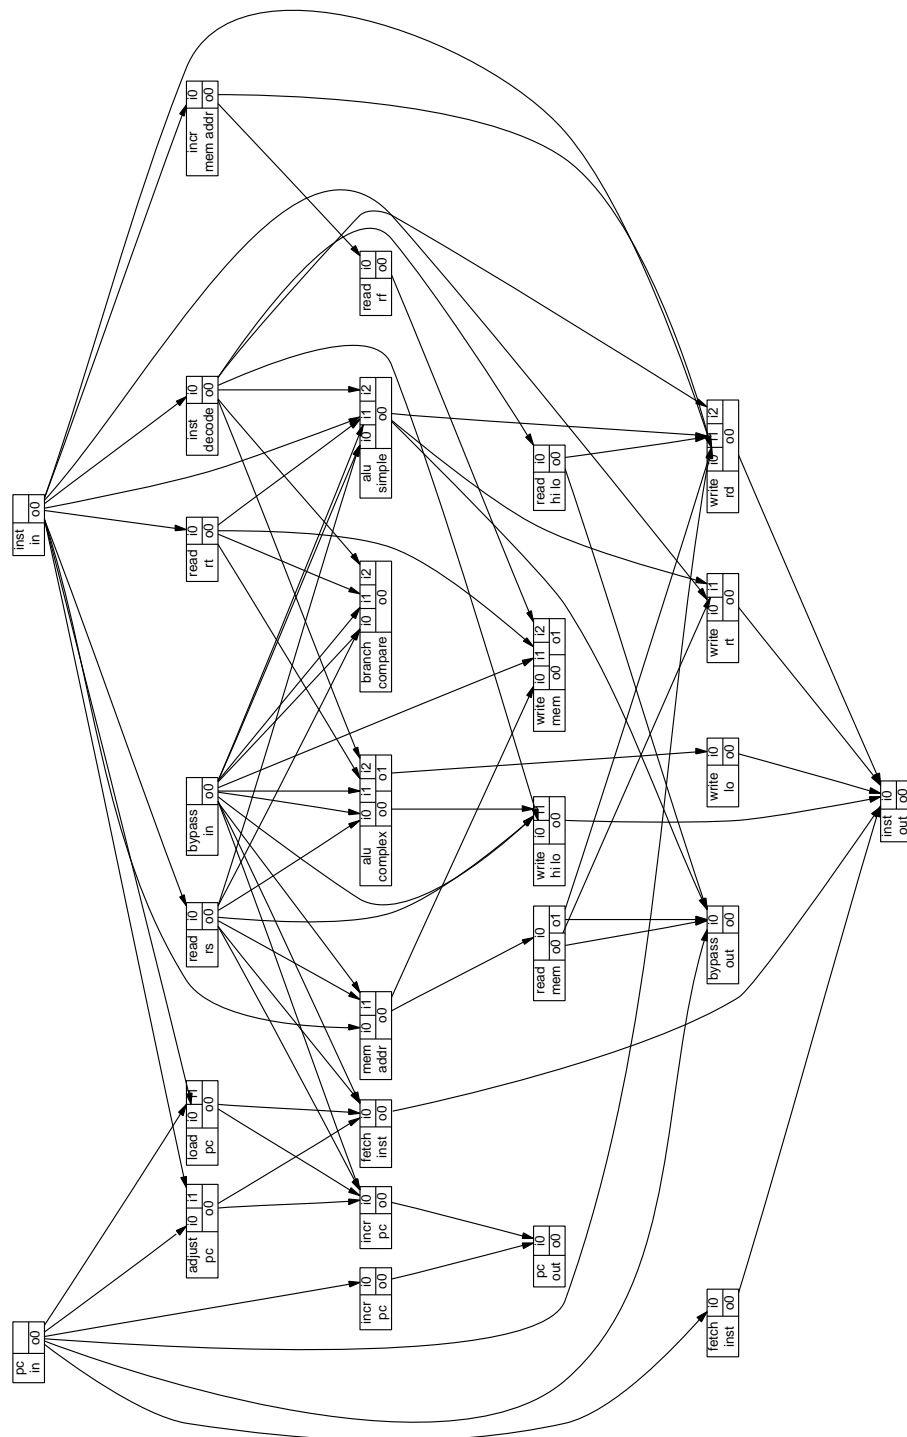 pc
in
o0
inst
in
o0
adjust
pc
i0 i1
o0
load
pc
i0 i1
o0
read
rs
i0
o0
bypass
in
o0
read
rt
i0
o0
inst
decode
i0
o0
incr
mem addr
i0
o0
incr
pc
i0
o0
incr
pc
i0
o0
fetch
inst
i0
o0
mem
addr
i0 i1
o0
alu
complex
i0 i1 i2
o0 o1
branch
compare
i0 i1 i2
o0
alu
simple
i0 i1 i2
o0
read
rf
i0
o0
pc
out
i0
o0
read
mem
i0
o0 o1
write
hi lo
i0 i1
o0
write
mem
i0 i1 i2
o0 o1
read
hi lo
i0
o0
fetch
inst
i0
o0
bypass
out
i0
o0
write
lo
i0
o0
write
rt
i0 i1
o0
write
rd
i0 i1 i2
o0
inst
out
i0
o0